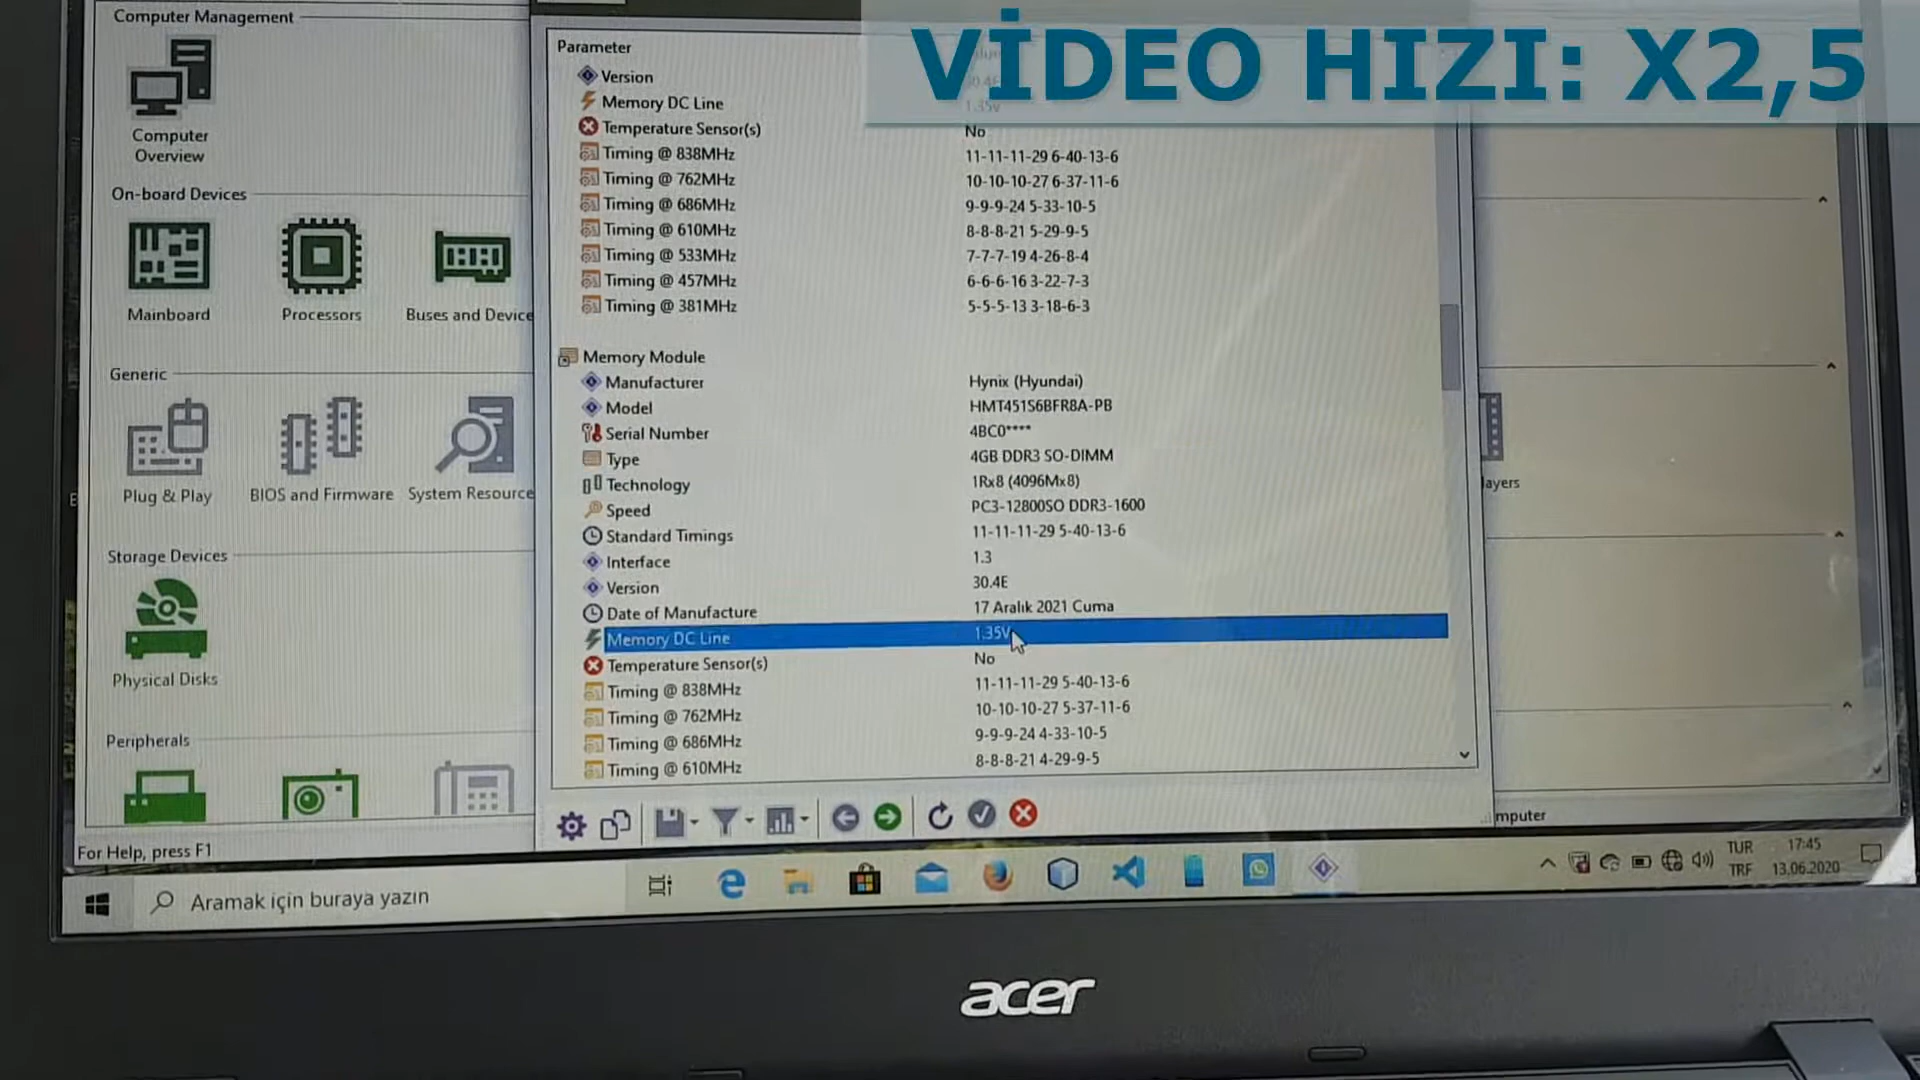 VİDEO HIZI: X2,5
Computer Management
Computer
Overview
On-board Devices
Mainboard
Processors
Buses and Device
Generic
Plug & Play
BIOS and Firmware
System Resource
Storage Devices
Physical Disks
Peripherals
For Help, press F1
Parameter
Version
Memory DC Line 1.35V
Temperature Sensor(s) No
Timing @ 838MHz 11-11-11-29 6-40-13-6
Timing @ 762MHz 10-10-10-27 6-37-11-6
Timing @ 686MHz 9-9-9-24 5-33-10-5
Timing @ 610MHz 8-8-8-21 5-29-9-5
Timing @ 533MHz 7-7-7-19 4-26-8-4
Timing @ 457MHz 6-6-6-16 3-22-7-3
Timing @ 381MHz 5-5-5-13 3-18-6-3
Memory Module
Manufacturer Hynix (Hyundai)
Model HMT451S6BFR8A-PB
Serial Number 4BC0****
Type 4GB DDR3 SO-DIMM
Technology 1Rx8 (4096Mx8)
Speed PC3-12800SO DDR3-1600
Standard Timings 11-11-11-29 5-40-13-6
Interface 1.3
Version 30.4E
Date of Manufacture 17 Aralık 2021 Cuma
Memory DC Line 1.35V
Temperature Sensor(s) No
Timing @ 838MHz 11-11-11-29 5-40-13-6
Timing @ 762MHz 10-10-10-27 5-37-11-6
Timing @ 686MHz 9-9-9-24 4-33-10-5
Timing @ 610MHz 8-8-8-21 4-29-9-5
layers
mputer
Aramak için buraya yazın
TUR
TRF
17:45
13.06.2020
acer